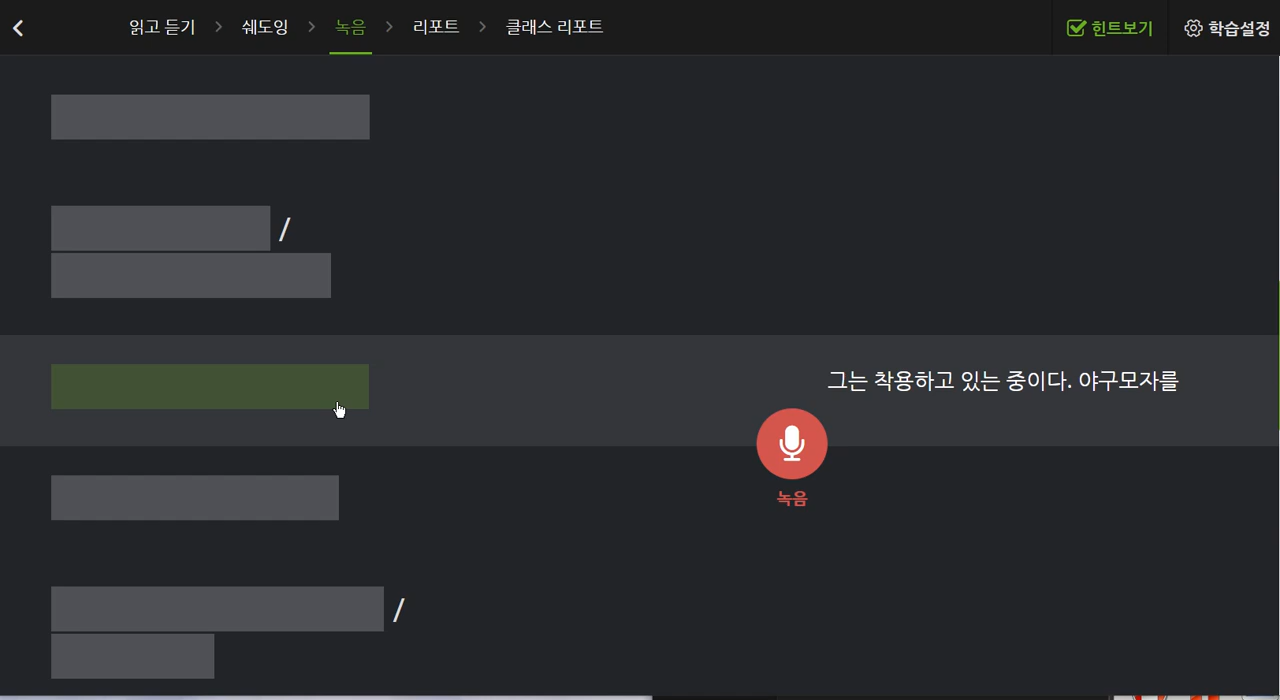 읽고 듣기 > 쉐도잉 > 녹음 > 리포트 > 클래스 리포트 힌트보기 학습설정
/
그는 착용하고 있는 중이다. 야구모자를
녹음
/